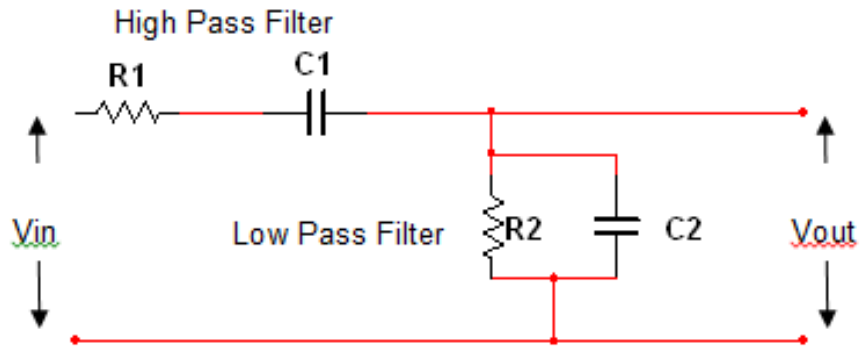 High Pass Filter
R1
C1
Vin
Low Pass Filter
R2
C2
Vout